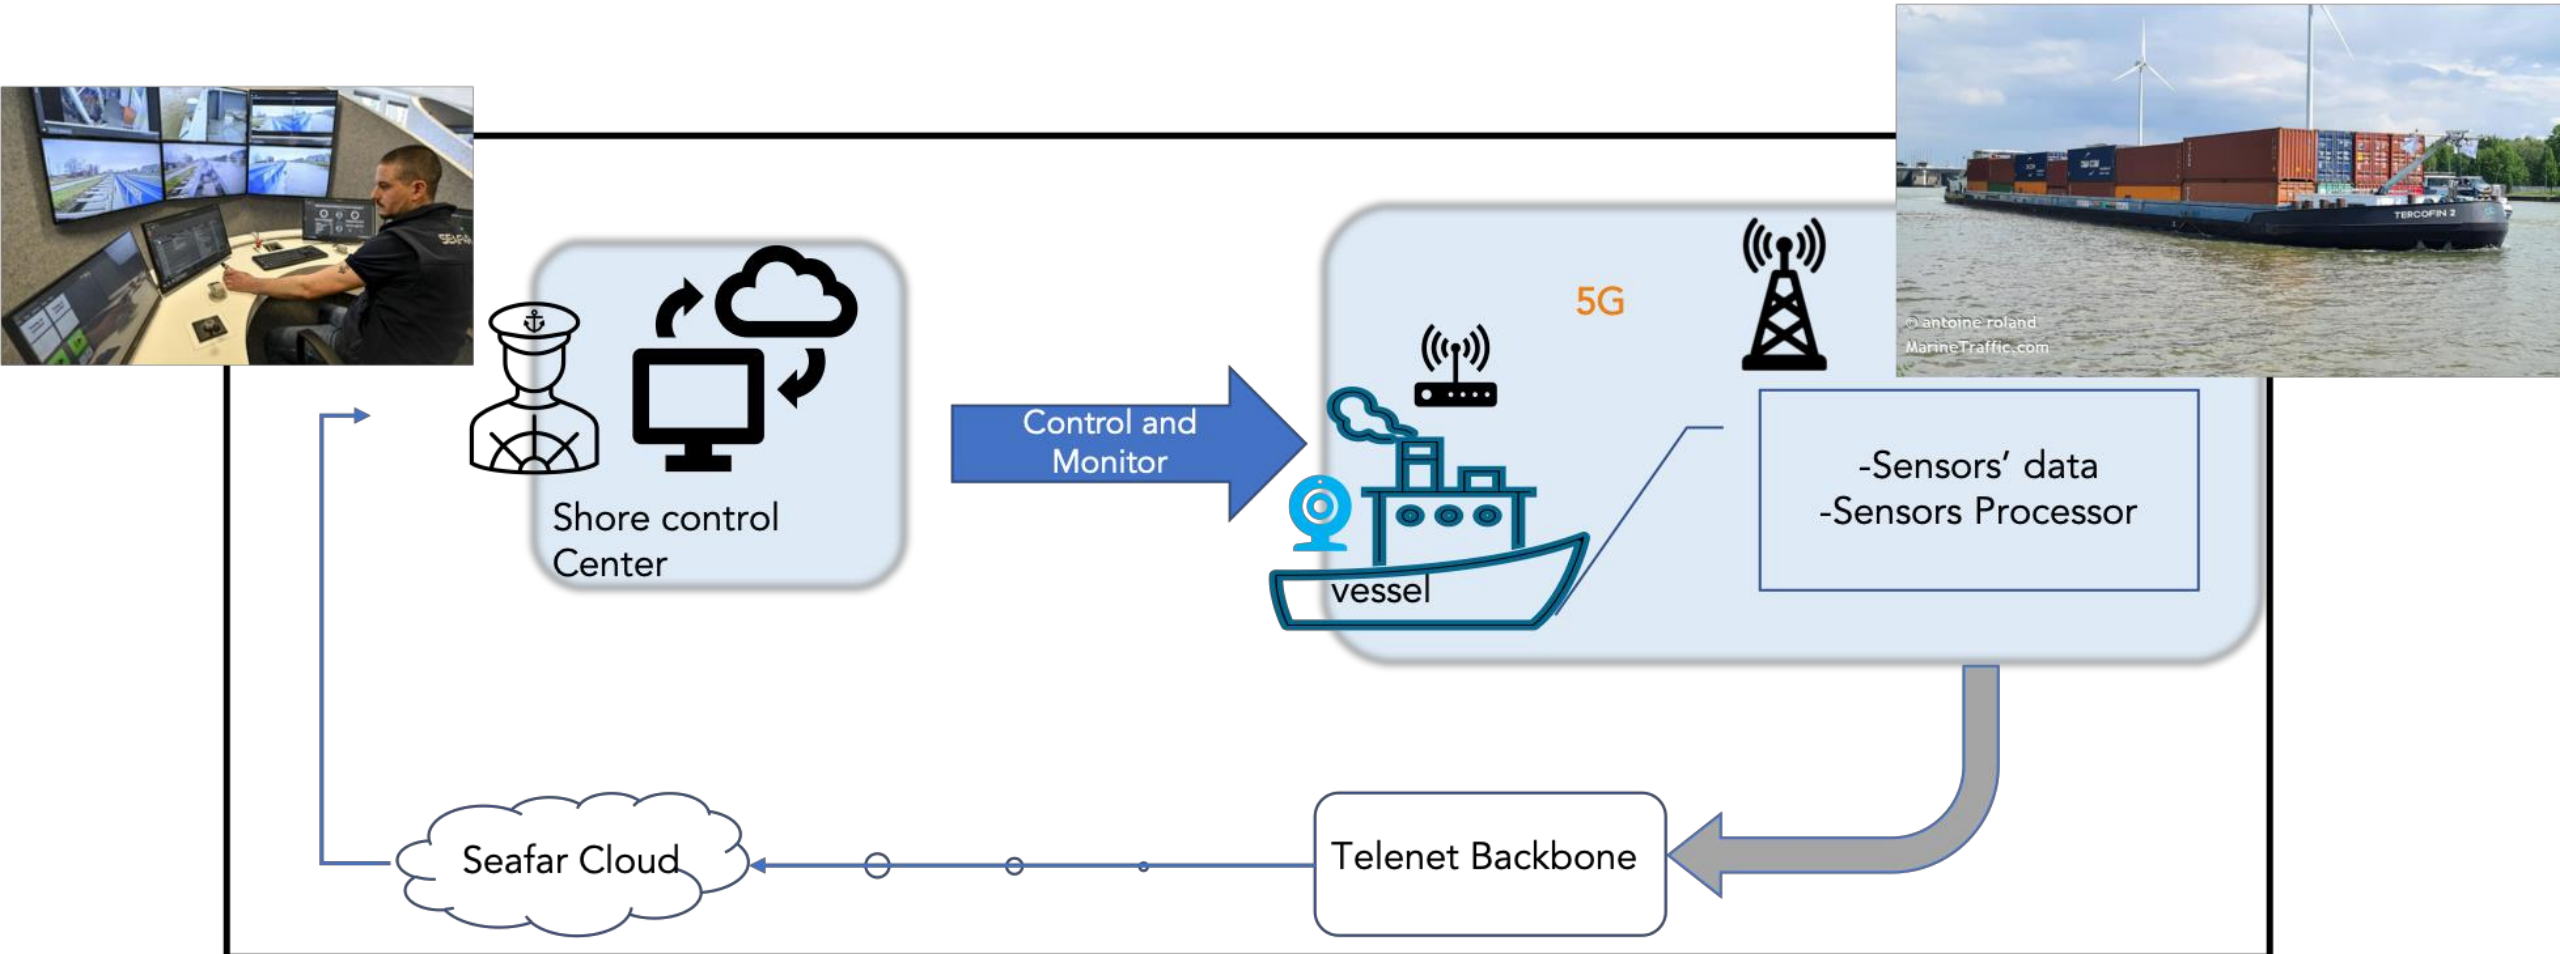 TERCOFIN 2
© antoine roland
MarineTraffic.com
5G
Control and
Monitor
Shore control
Center
vessel
-Sensors’ data
-Sensors Processor
Seafar Cloud
Telenet Backbone